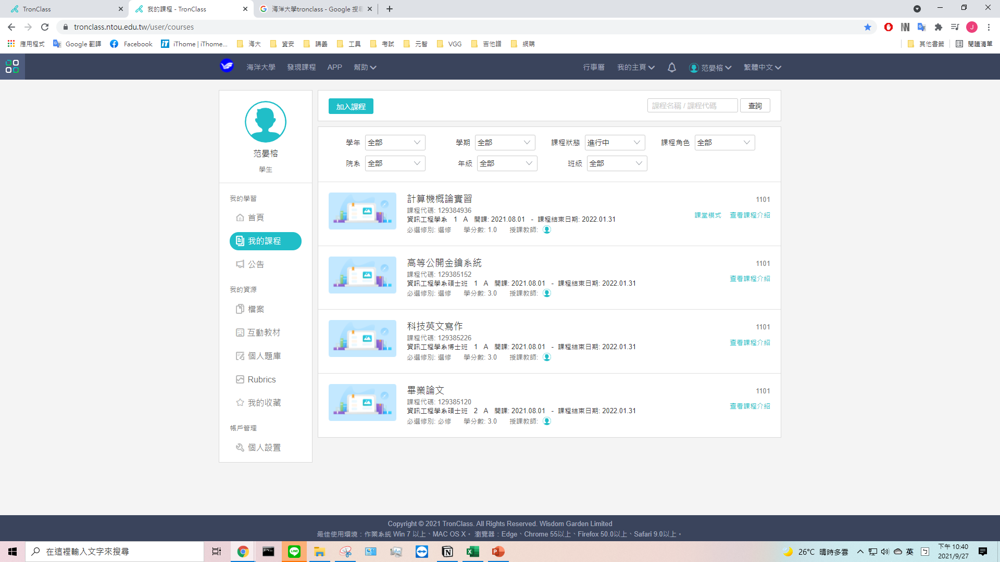 TronClass
我的課程 - TronClass
海洋大學tronclass - Google 搜尋
tronclass.ntou.edu.tw/user/courses
J
應用程式
Google 翻譯
Facebook
iThome | iThome...
海大
資安
講義
工具
考試
元智
VGG
吉他譜
網購
其他書籤
閱讀清單
海洋大學
發現課程
APP
幫助
行事曆
我的主頁
范晏榕
繁體中文
范晏榕
學生
我的學習
首頁
我的課程
公告
我的資源
檔案
互動教材
個人題庫
Rubrics
我的收藏
帳戶管理
個人設置
加入課程
課程名稱 / 課程代碼
查詢
學年 全部
學期 全部
課程狀態 進行中
課程角色 全部
院系 全部
年級 全部
班級 全部
計算機概論實習
1101
課程代碼: 129384936
課堂模式 查看課程介紹
資訊工程學系 1 A 開課: 2021.08.01 - 課程結束日期: 2022.01.31
必選修別: 選修 學分數: 1.0 授課教師:
高等公開金鑰系統
1101
課程代碼: 129385152
查看課程介紹
資訊工程學系碩士班 1 A 開課: 2021.08.01 - 課程結束日期: 2022.01.31
必選修別: 選修 學分數: 3.0 授課教師:
科技英文寫作
1101
課程代碼: 129385226
查看課程介紹
資訊工程學系博士班 1 A 開課: 2021.08.01 - 課程結束日期: 2022.01.31
必選修別: 選修 學分數: 3.0 授課教師:
畢業論文
1101
課程代碼: 129385120
查看課程介紹
資訊工程學系碩士班 2 A 開課: 2021.08.01 - 課程結束日期: 2022.01.31
必選修別: 必修 學分數: 3.0 授課教師:
Copyright © 2021 TronClass. All Rights Reserved. Wisdom Garden Limited
最佳使用環境：作業系統 Win 7 以上、MAC OS X。 瀏覽器：Edge、Chrome 55以上、Firefox 50.0以上、Safari 9.0以上。
在這裡輸入文字來搜尋
LINE
26°C 晴時多雲
英
下午 10:40
2021/9/27